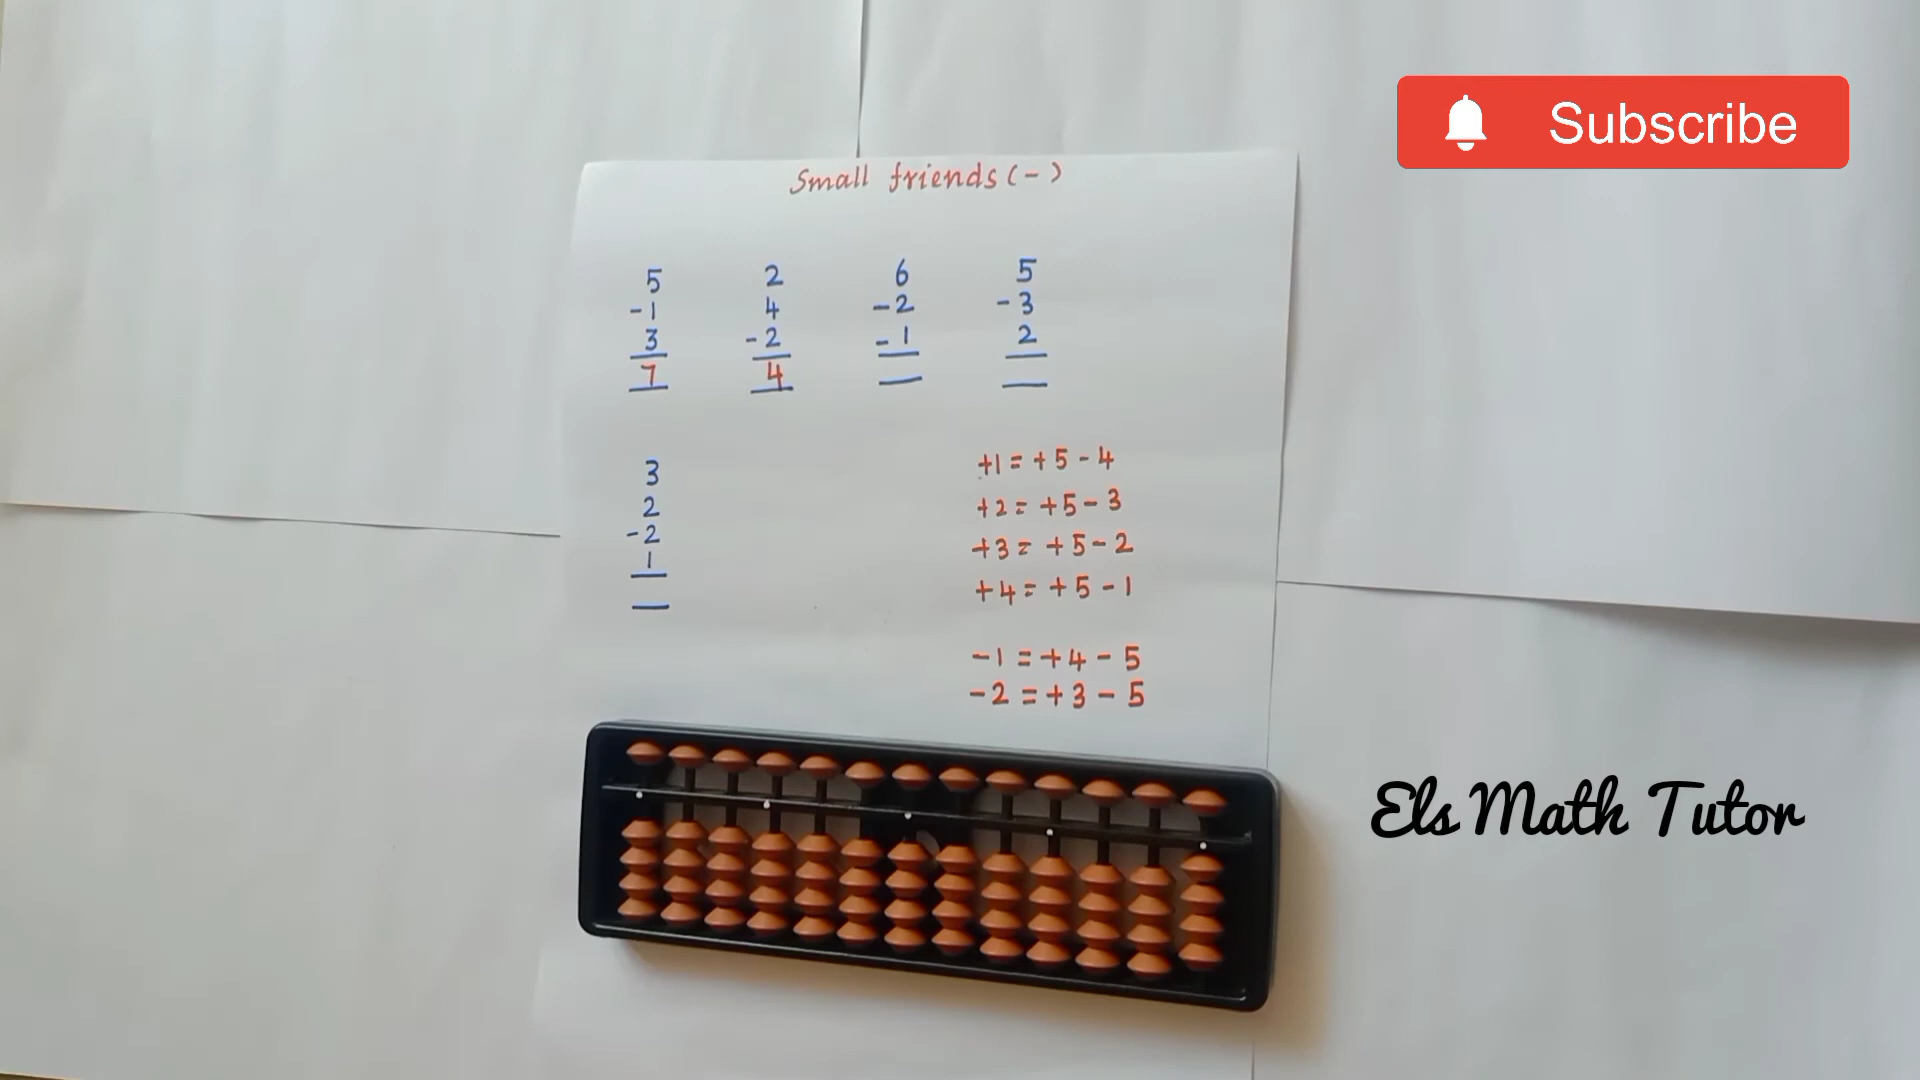 Subscribe
Small friends (-)
5
-1
3
7
2
4
-2
4
6
-2
-1
5
-3
2
3
2
-2
1
+1 = +5 - 4
+2 = +5 - 3
+3 = +5 - 2
+4 = +5 - 1
-1 = +4 - 5
-2 = +3 - 5
Els Math Tutor